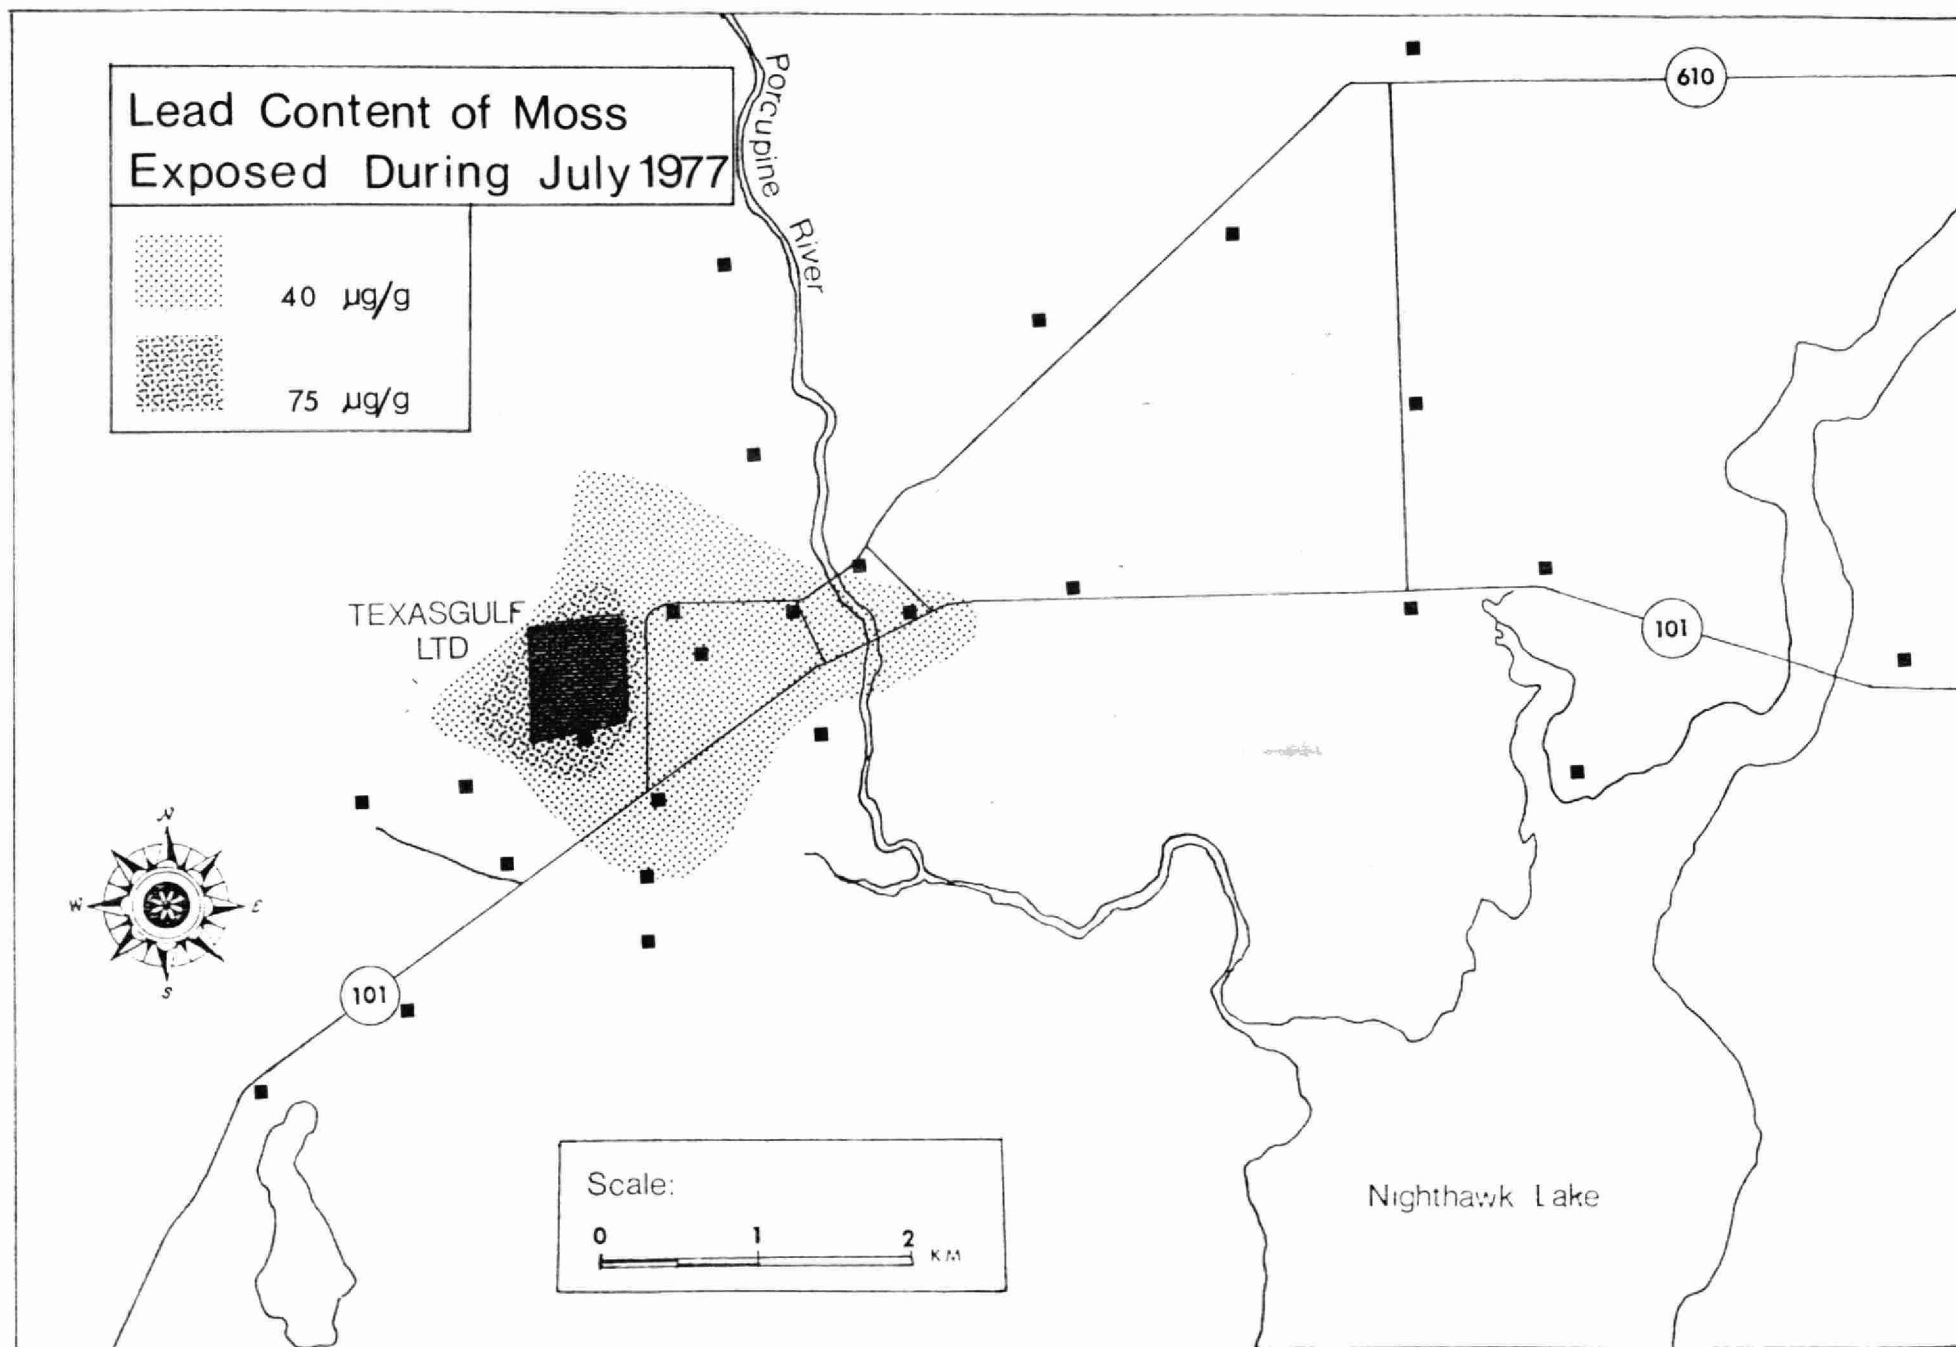 Lead Content of Moss
Exposed During July 1977
40 µg/g
75 µg/g
Porcupine River
610
TEXASGULF
LTD
101
101
N
W
E
S
Scale:
0 1 2 KM
Nighthawk Lake